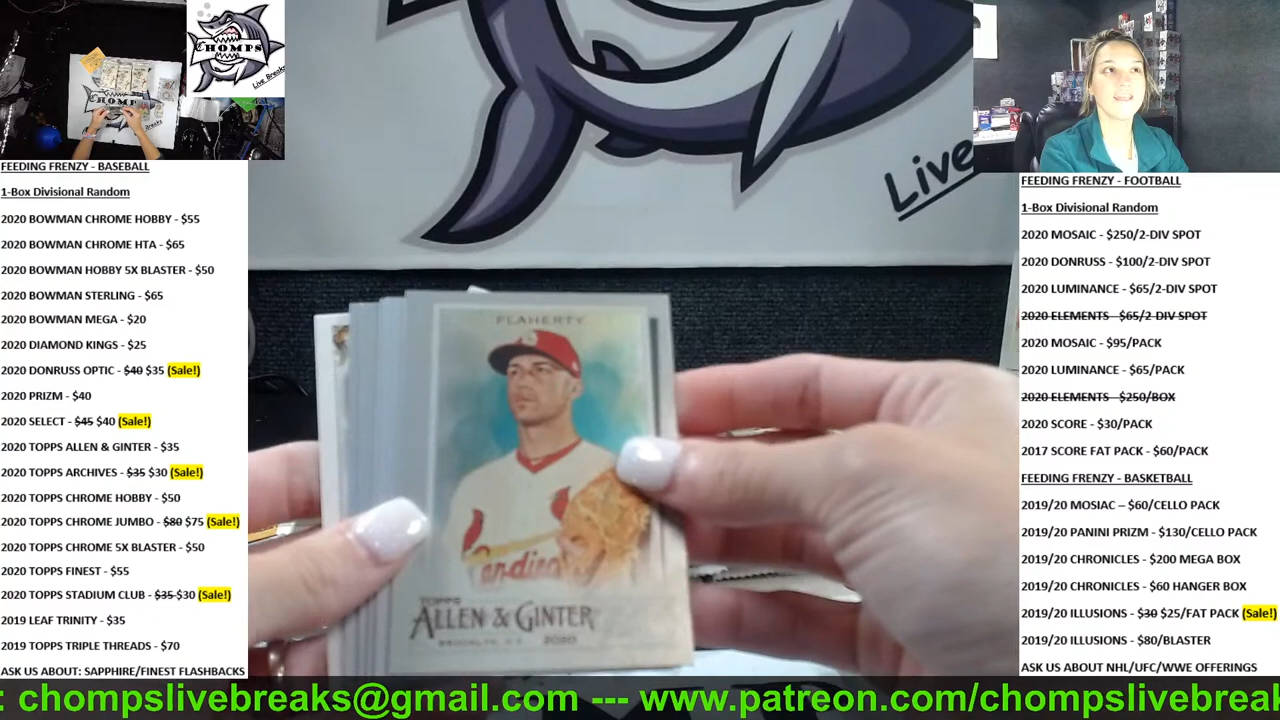 CHOMPS
Live Breaks
CHOMP
FEEDING FRENZY - BASEBALL
1-Box Divisional Random
2020 BOWMAN CHROME HOBBY - $55
2020 BOWMAN CHROME HTA - $65
2020 BOWMAN HOBBY 5X BLASTER - $50
2020 BOWMAN STERLING - $65
2020 BOWMAN MEGA - $20
2020 DIAMOND KINGS - $25
2020 DONRUSS OPTIC - $40 $35 (Sale!)
2020 PRIZM - $40
2020 SELECT - $45 $40 (Sale!)
2020 TOPPS ALLEN & GINTER - $35
2020 TOPPS ARCHIVES - $35 $30 (Sale!)
2020 TOPPS CHROME HOBBY - $50
2020 TOPPS CHROME JUMBO - $80 $75 (Sale!)
2020 TOPPS CHROME 5X BLASTER - $50
2020 TOPPS FINEST - $55
2020 TOPPS STADIUM CLUB - $35 $30 (Sale!)
2019 LEAF TRINITY - $35
2019 TOPPS TRIPLE THREADS - $70
ASK US ABOUT: SAPPHIRE/FINEST FLASHBACKS
Live
FLAHERTY
Cardinals
TOPPS
ALLEN & GINTER
BROOKLYN, N.Y. 2020
FEEDING FRENZY - FOOTBALL
1-Box Divisional Random
2020 MOSAIC - $250/2-DIV SPOT
2020 DONRUSS - $100/2-DIV SPOT
2020 LUMINANCE - $65/2-DIV SPOT
2020 ELEMENTS - $65/2-DIV SPOT
2020 MOSAIC - $95/PACK
2020 LUMINANCE - $65/PACK
2020 ELEMENTS - $250/BOX
2020 SCORE - $30/PACK
2017 SCORE FAT PACK - $60/PACK
FEEDING FRENZY - BASKETBALL
2019/20 MOSIAC – $60/CELLO PACK
2019/20 PANINI PRIZM - $130/CELLO PACK
2019/20 CHRONICLES - $200 MEGA BOX
2019/20 CHRONICLES - $60 HANGER BOX
2019/20 ILLUSIONS - $30 $25/FAT PACK (Sale!)
2019/20 ILLUSIONS - $80/BLASTER
ASK US ABOUT NHL/UFC/WWE OFFERINGS
: chompslivebreaks@gmail.com --- www.patreon.com/chompslivebreal